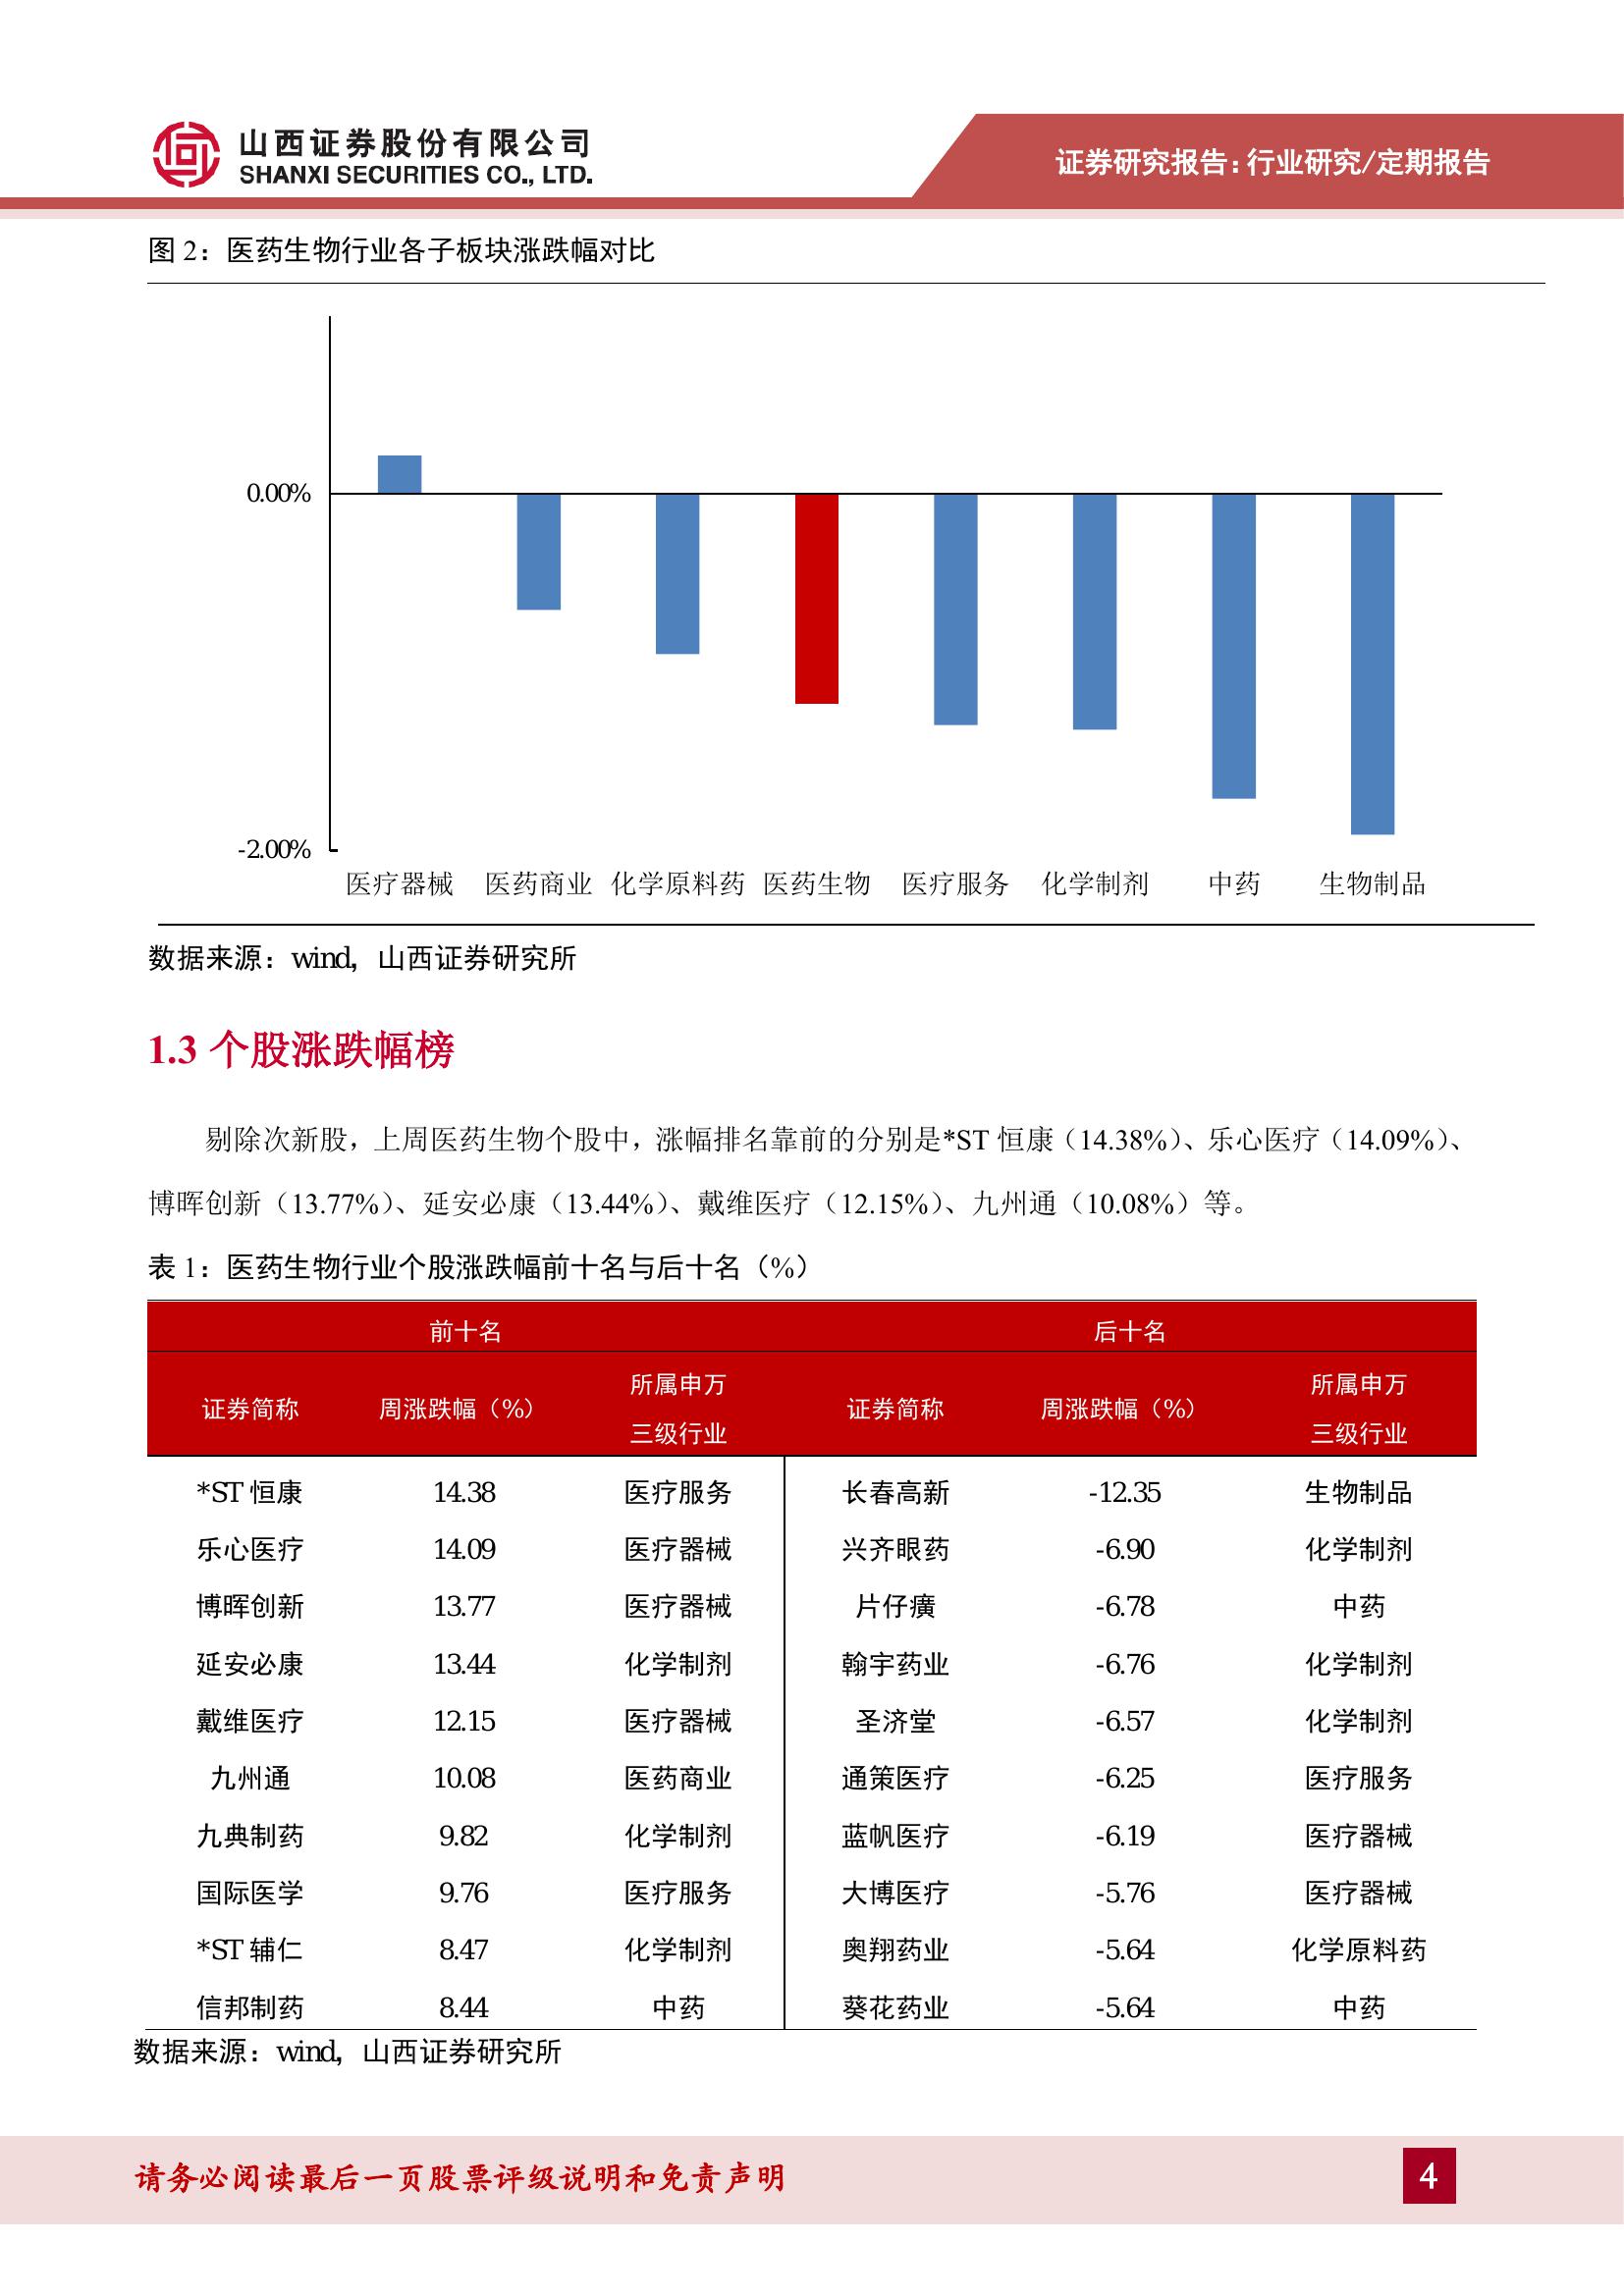 山西证券股份有限公司
SHANXI SECURITIES CO., LTD.
证券研究报告：行业研究/定期报告
图 2：医药生物行业各子板块涨跌幅对比
0.00%
-2.00%
医疗器械 医药商业 化学原料药 医药生物 医疗服务 化学制剂 中药 生物制品
数据来源：wind，山西证券研究所
1.3 个股涨跌幅榜
剔除次新股，上周医药生物个股中，涨幅排名靠前的分别是*ST 恒康（14.38%）、乐心医疗（14.09%）、
博晖创新（13.77%）、延安必康（13.44%）、戴维医疗（12.15%）、九州通（10.08%）等。
表 1：医药生物行业个股涨跌幅前十名与后十名（%）
前十名 后十名
证券简称 周涨跌幅（%） 所属申万三级行业 证券简称 周涨跌幅（%） 所属申万三级行业
*ST 恒康 14.38 医疗服务 长春高新 -12.35 生物制品
乐心医疗 14.09 医疗器械 兴齐眼药 -6.90 化学制剂
博晖创新 13.77 医疗器械 片仔癀 -6.78 中药
延安必康 13.44 化学制剂 翰宇药业 -6.76 化学制剂
戴维医疗 12.15 医疗器械 圣济堂 -6.57 化学制剂
九州通 10.08 医药商业 通策医疗 -6.25 医疗服务
九典制药 9.82 化学制剂 蓝帆医疗 -6.19 医疗器械
国际医学 9.76 医疗服务 大博医疗 -5.76 医疗器械
*ST 辅仁 8.47 化学制剂 奥翔药业 -5.64 化学原料药
信邦制药 8.44 中药 葵花药业 -5.64 中药
数据来源：wind，山西证券研究所
请务必阅读最后一页股票评级说明和免责声明
4